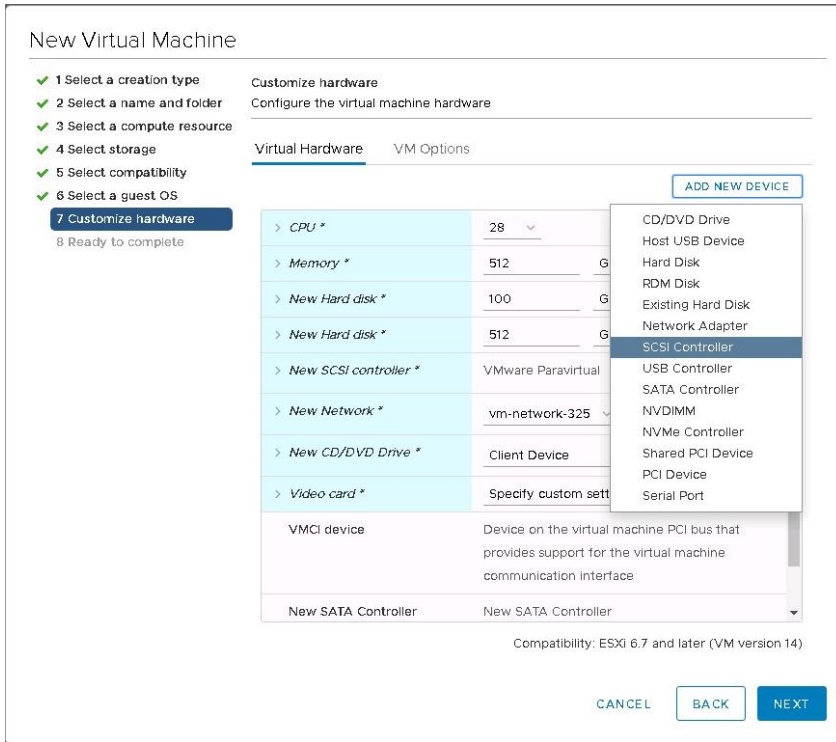 New Virtual Machine
1 Select a creation type
2 Select a name and folder
3 Select a compute resource
4 Select storage
5 Select compatibility
6 Select a guest OS
7 Customize hardware
8 Ready to complete
Customize hardware
Configure the virtual machine hardware
Virtual Hardware VM Options
ADD NEW DEVICE
CPU * 28
Memory * 512 G
New Hard disk * 100 G
New Hard disk * 512 G
New SCSI controller * VMware Paravirtual
New Network * vm-network-325
New CD/DVD Drive * Client Device
Video card * Specify custom sett
VMCI device Device on the virtual machine PCI bus that
provides support for the virtual machine
communication interface
New SATA Controller New SATA Controller
CD/DVD Drive
Host USB Device
Hard Disk
RDM Disk
Existing Hard Disk
Network Adapter
SCSI Controller
USB Controller
SATA Controller
NVDIMM
NVMe Controller
Shared PCI Device
PCI Device
Serial Port
Compatibility: ESXi 6.7 and later (VM version 14)
CANCEL BACK NEXT